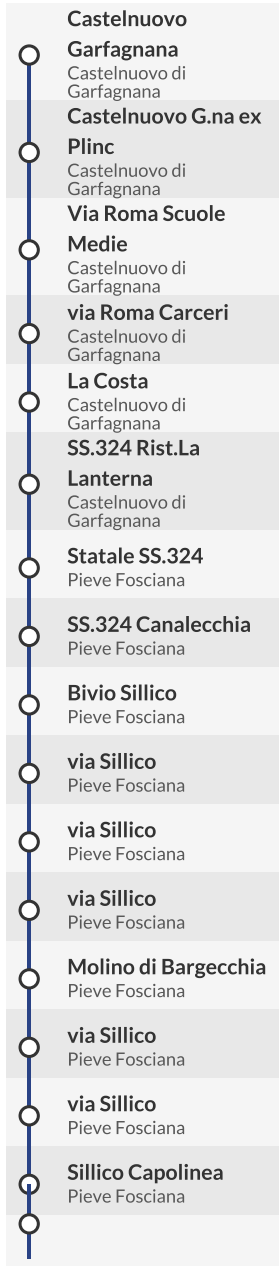 Castelnuovo
Garfagnana
Castelnuovo di
Garfagnana
Castelnuovo G.na ex
Plinc
Castelnuovo di
Garfagnana
Via Roma Scuole
Medie
Castelnuovo di
Garfagnana
via Roma Carceri
Castelnuovo di
Garfagnana
La Costa
Castelnuovo di
Garfagnana
SS.324 Rist.La
Lanterna
Castelnuovo di
Garfagnana
Statale SS.324
Pieve Fosciana
SS.324 Canalecchia
Pieve Fosciana
Bivio Sillico
Pieve Fosciana
via Sillico
Pieve Fosciana
via Sillico
Pieve Fosciana
via Sillico
Pieve Fosciana
Molino di Bargecchia
Pieve Fosciana
via Sillico
Pieve Fosciana
via Sillico
Pieve Fosciana
Sillico Capolinea
Pieve Fosciana